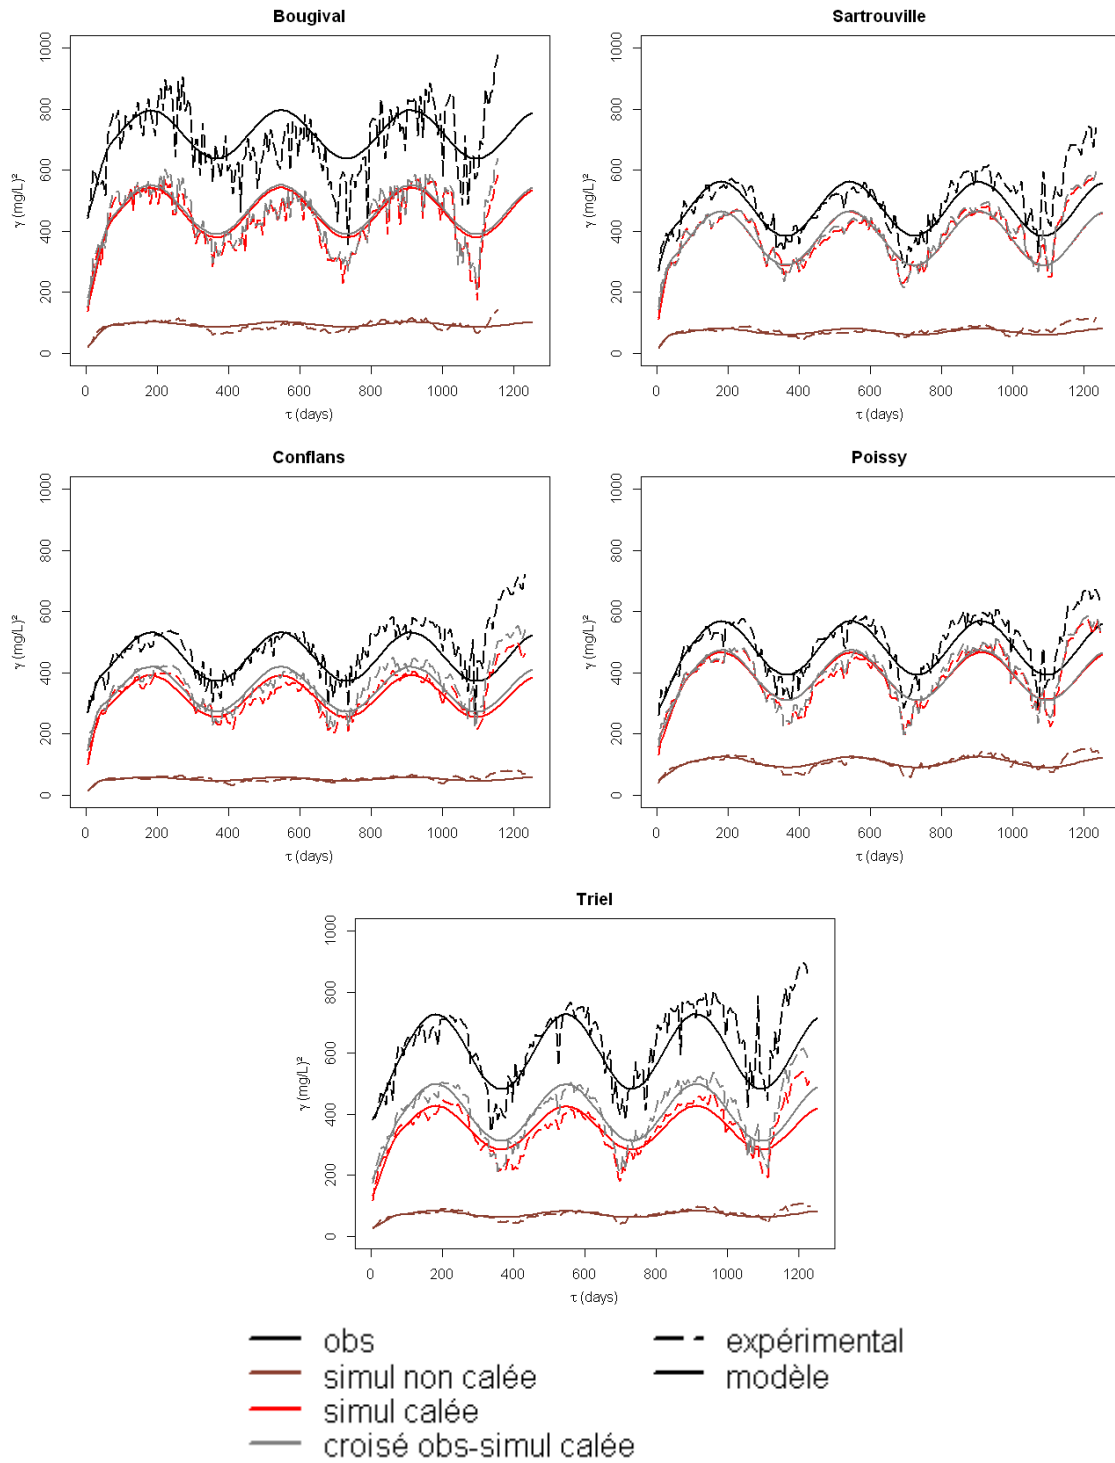 Bougival
γ (mg/L)²
0 200 400 600 800 1000
0 200 400 600 800 1000 1200
τ (days)
Sartrouville
γ (mg/L)²
0 200 400 600 800 1000
0 200 400 600 800 1000 1200
τ (days)
Conflans
γ (mg/L)²
0 200 400 600 800 1000
0 200 400 600 800 1000 1200
τ (days)
Poissy
γ (mg/L)²
0 200 400 600 800 1000
0 200 400 600 800 1000 1200
τ (days)
Triel
γ (mg/L)²
0 200 400 600 800 1000
0 200 400 600 800 1000 1200
τ (days)
obs
simul non calée
simul calée
croisé obs-simul calée
expérimental
modèle